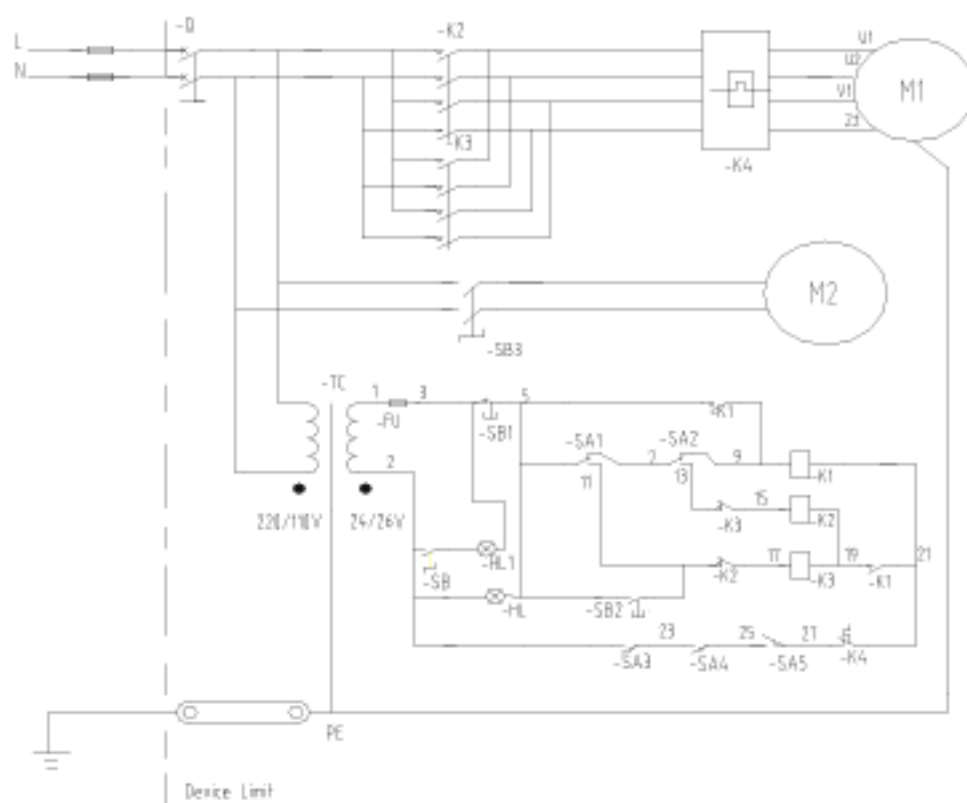 -Q
-K2
L
U1
U2
N
M1
V1
Z1
-K3
-K4
M2
-SB3
-TC
1
3
5
-K1
-FU
-SB1
-SA1
-SA2
2
2
9
11
13
-K1
220/110V
24/26V
15
-K3
-K2
-HL1
17
19
21
-SB
-K2
-K3
-K1
-HL
-SB2
23
25
27
-SA3
-SA4
-SA5
-K4
PE
Device Limit